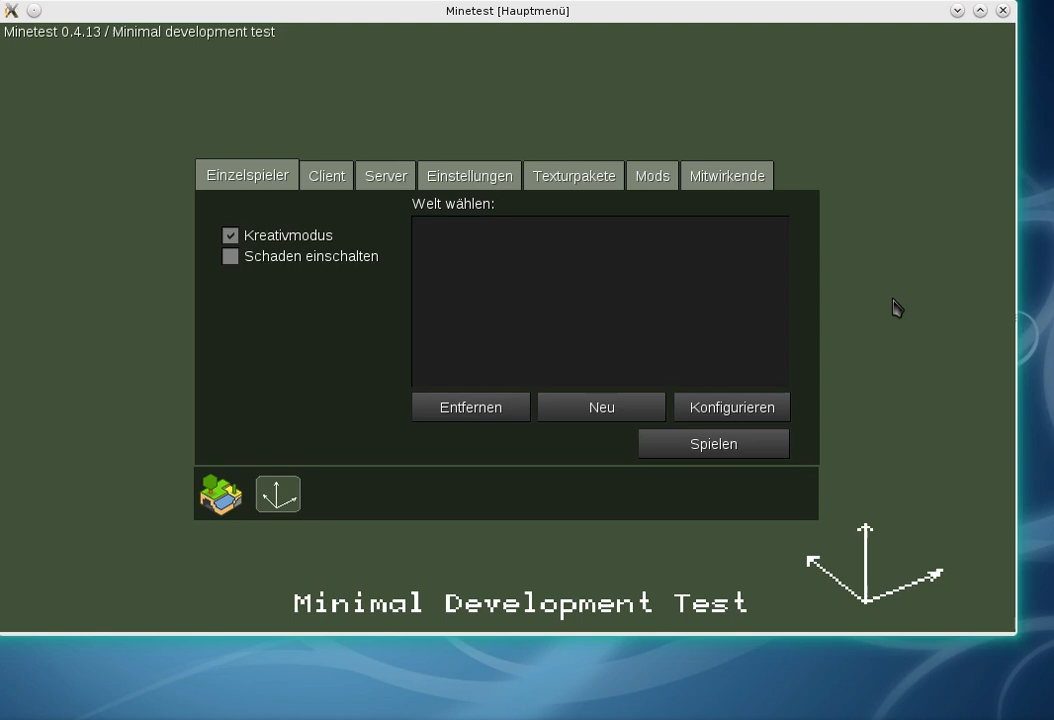 Minetest [Hauptmenü]
Minetest 0.4.13 / Minimal development test
Einzelspieler Client Server Einstellungen Texturpakete Mods Mitwirkende
Welt wählen:
Kreativmodus
Schaden einschalten
Entfernen Neu Konfigurieren
Spielen
Minimal Development Test